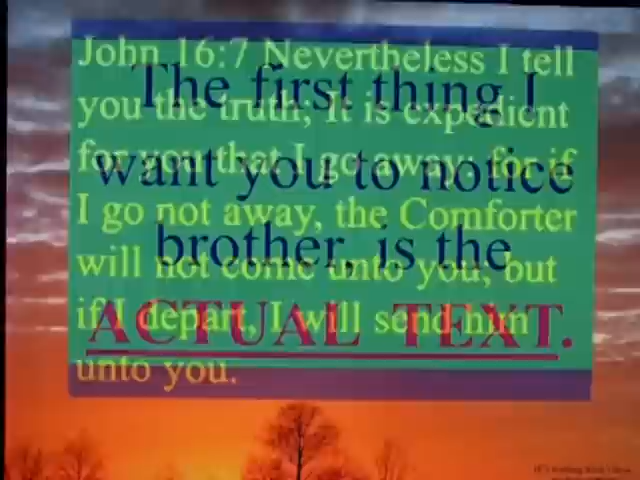 John 16:7 Nevertheless I tell
you the truth; It is expedient
for you that I go away: for if
I go not away, the Comforter
will not come unto you; but
if I depart, I will send him
unto you.
The first thing I
want you to notice
brother, is the
ACTUAL TEXT.